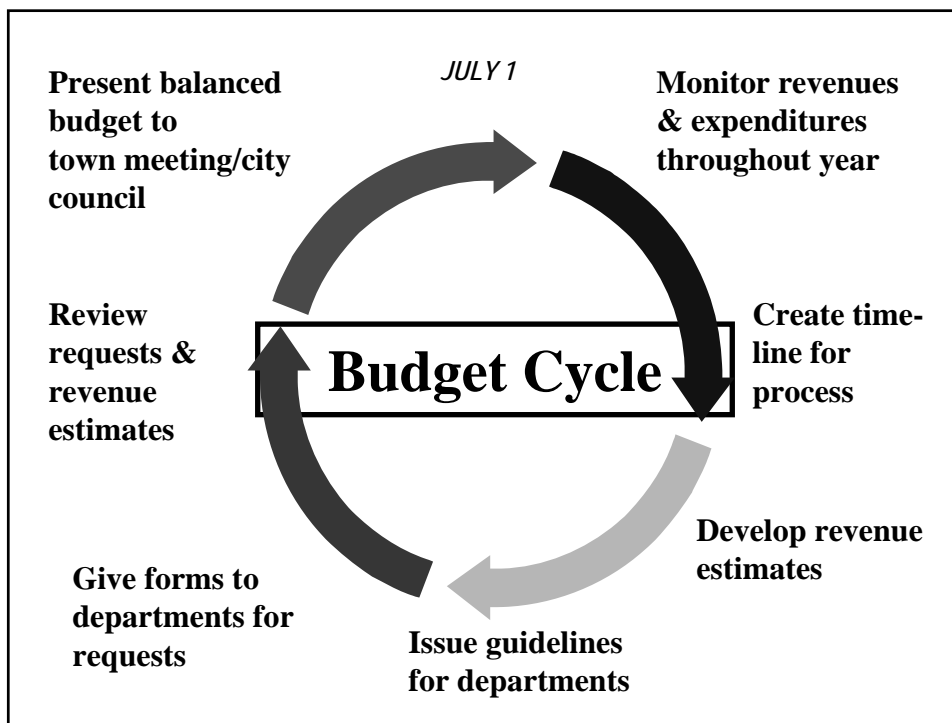 JULY 1
Monitor revenues
& expenditures
throughout year
Create time-
line for
process
Develop revenue
estimates
Issue guidelines
for departments
Give forms to
departments for
requests
Review
requests &
revenue
estimates
Present balanced
budget to
town meeting/city
council
Budget Cycle